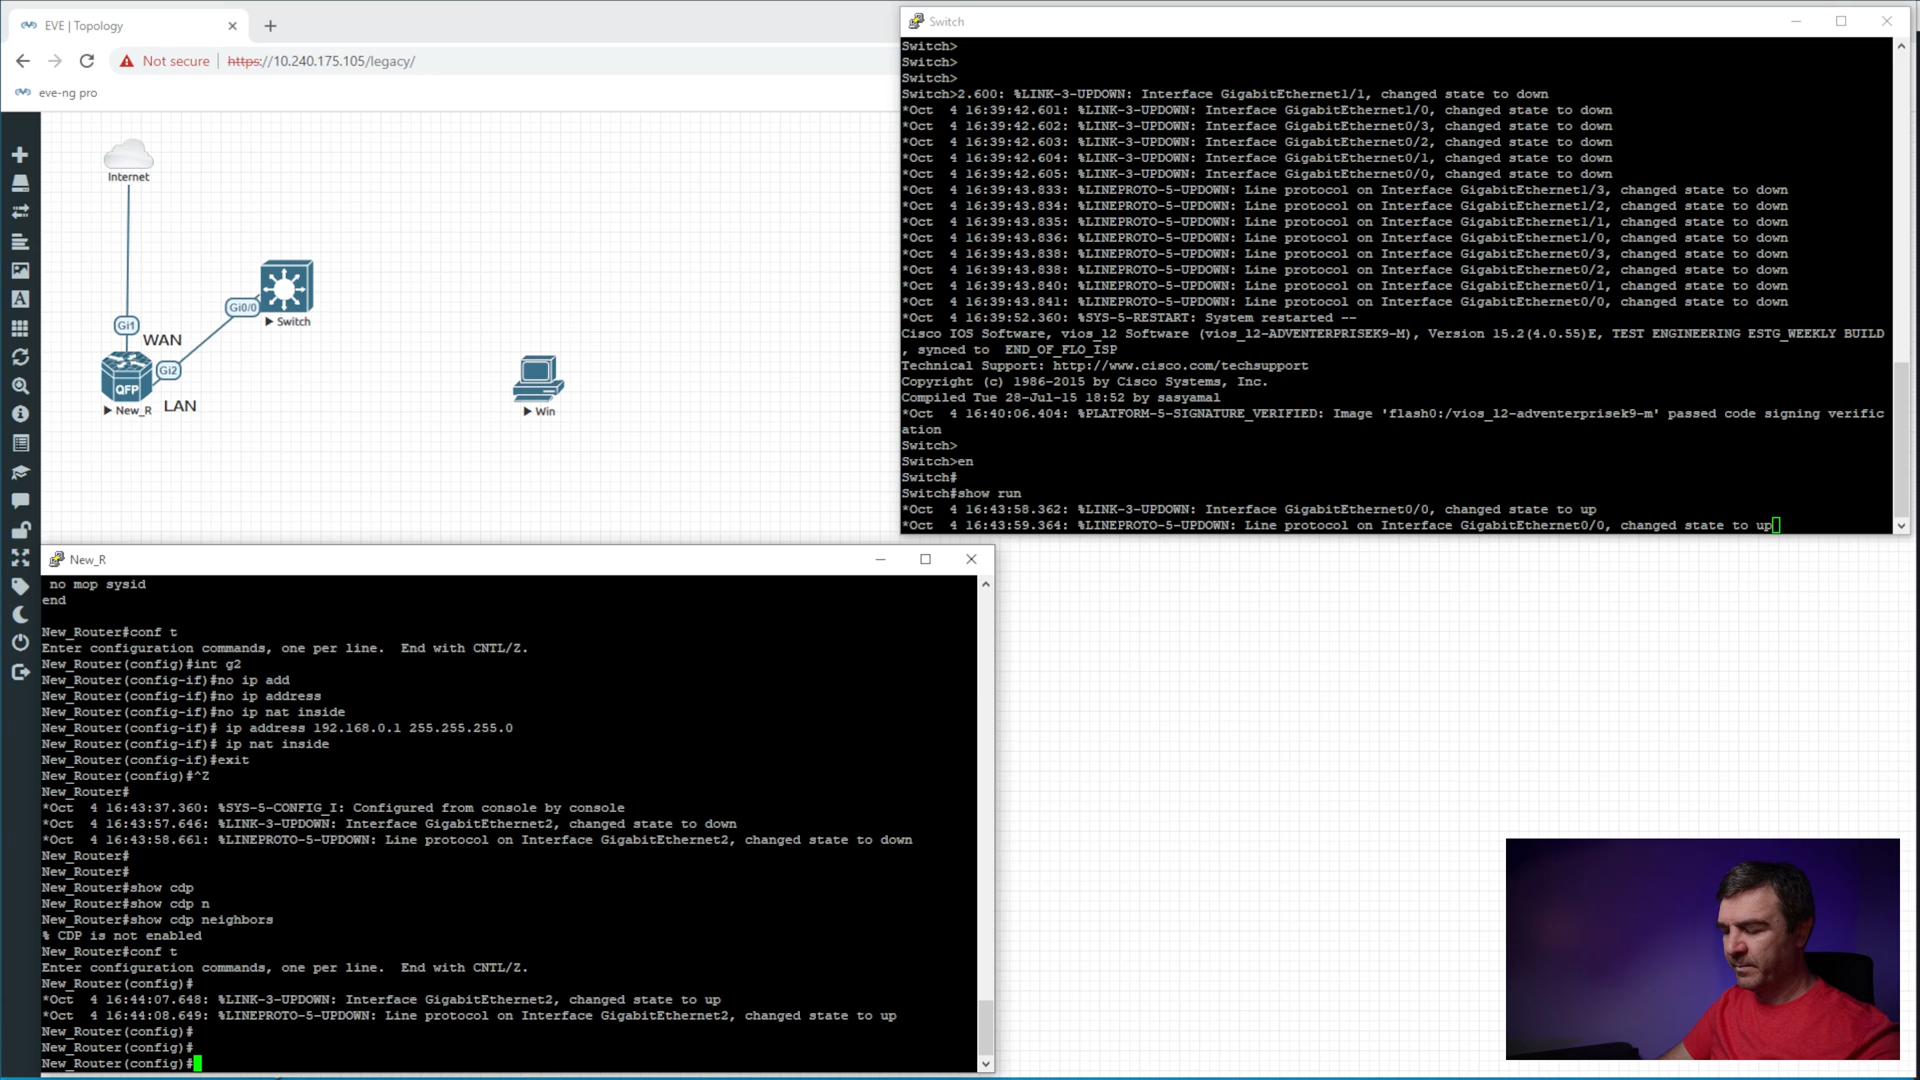 EVE | Topology
Not secure
https://10.240.175.105/legacy/
eve-ng pro
Internet
Gi0/0
Switch
Gi1
WAN
Gi2
QFP
New_R
LAN
Win
Switch
Switch>
Switch>
Switch>
Switch>2.600: %LINK-3-UPDOWN: Interface GigabitEthernet1/1, changed state to down
*Oct  4 16:39:42.601: %LINK-3-UPDOWN: Interface GigabitEthernet1/0, changed state to down
*Oct  4 16:39:42.602: %LINK-3-UPDOWN: Interface GigabitEthernet0/3, changed state to down
*Oct  4 16:39:42.603: %LINK-3-UPDOWN: Interface GigabitEthernet0/2, changed state to down
*Oct  4 16:39:42.604: %LINK-3-UPDOWN: Interface GigabitEthernet0/1, changed state to down
*Oct  4 16:39:42.605: %LINK-3-UPDOWN: Interface GigabitEthernet0/0, changed state to down
*Oct  4 16:39:43.833: %LINEPROTO-5-UPDOWN: Line protocol on Interface GigabitEthernet1/3, changed state to down
*Oct  4 16:39:43.834: %LINEPROTO-5-UPDOWN: Line protocol on Interface GigabitEthernet1/2, changed state to down
*Oct  4 16:39:43.835: %LINEPROTO-5-UPDOWN: Line protocol on Interface GigabitEthernet1/1, changed state to down
*Oct  4 16:39:43.836: %LINEPROTO-5-UPDOWN: Line protocol on Interface GigabitEthernet1/0, changed state to down
*Oct  4 16:39:43.838: %LINEPROTO-5-UPDOWN: Line protocol on Interface GigabitEthernet0/3, changed state to down
*Oct  4 16:39:43.838: %LINEPROTO-5-UPDOWN: Line protocol on Interface GigabitEthernet0/2, changed state to down
*Oct  4 16:39:43.840: %LINEPROTO-5-UPDOWN: Line protocol on Interface GigabitEthernet0/1, changed state to down
*Oct  4 16:39:43.841: %LINEPROTO-5-UPDOWN: Line protocol on Interface GigabitEthernet0/0, changed state to down
*Oct  4 16:39:52.360: %SYS-5-RESTART: System restarted --
Cisco IOS Software, vios_l2 Software (vios_l2-ADVENTERPRISEK9-M), Version 15.2(4.0.55)E, TEST ENGINEERING ESTG_WEEKLY BUILD
, synced to  END_OF_FLO_ISP
Technical Support: http://www.cisco.com/techsupport
Copyright (c) 1986-2015 by Cisco Systems, Inc.
Compiled Tue 28-Jul-15 18:52 by sasyamal
*Oct  4 16:40:06.404: %PLATFORM-5-SIGNATURE_VERIFIED: Image 'flash0:/vios_l2-adventerprisek9-m' passed code signing verific
ation
Switch>
Switch>en
Switch#
Switch#show run
*Oct  4 16:43:58.362: %LINK-3-UPDOWN: Interface GigabitEthernet0/0, changed state to up
*Oct  4 16:43:59.364: %LINEPROTO-5-UPDOWN: Line protocol on Interface GigabitEthernet0/0, changed state to up
New_R
no mop sysid
end
New_Router#conf t
Enter configuration commands, one per line.  End with CNTL/Z.
New_Router(config)#int g2
New_Router(config-if)#no ip add
New_Router(config-if)#no ip address
New_Router(config-if)#no ip nat inside
New_Router(config-if)# ip address 192.168.0.1 255.255.255.0
New_Router(config-if)# ip nat inside
New_Router(config-if)#exit
New_Router(config)#^Z
New_Router#
*Oct  4 16:43:37.360: %SYS-5-CONFIG_I: Configured from console by console
*Oct  4 16:43:57.646: %LINK-3-UPDOWN: Interface GigabitEthernet2, changed state to down
*Oct  4 16:43:58.661: %LINEPROTO-5-UPDOWN: Line protocol on Interface GigabitEthernet2, changed state to down
New_Router#
New_Router#
New_Router#show cdp
New_Router#show cdp n
New_Router#show cdp neighbors
% CDP is not enabled
New_Router#conf t
Enter configuration commands, one per line.  End with CNTL/Z.
New_Router(config)#
*Oct  4 16:44:07.648: %LINK-3-UPDOWN: Interface GigabitEthernet2, changed state to up
*Oct  4 16:44:08.649: %LINEPROTO-5-UPDOWN: Line protocol on Interface GigabitEthernet2, changed state to up
New_Router(config)#
New_Router(config)#
New_Router(config)#